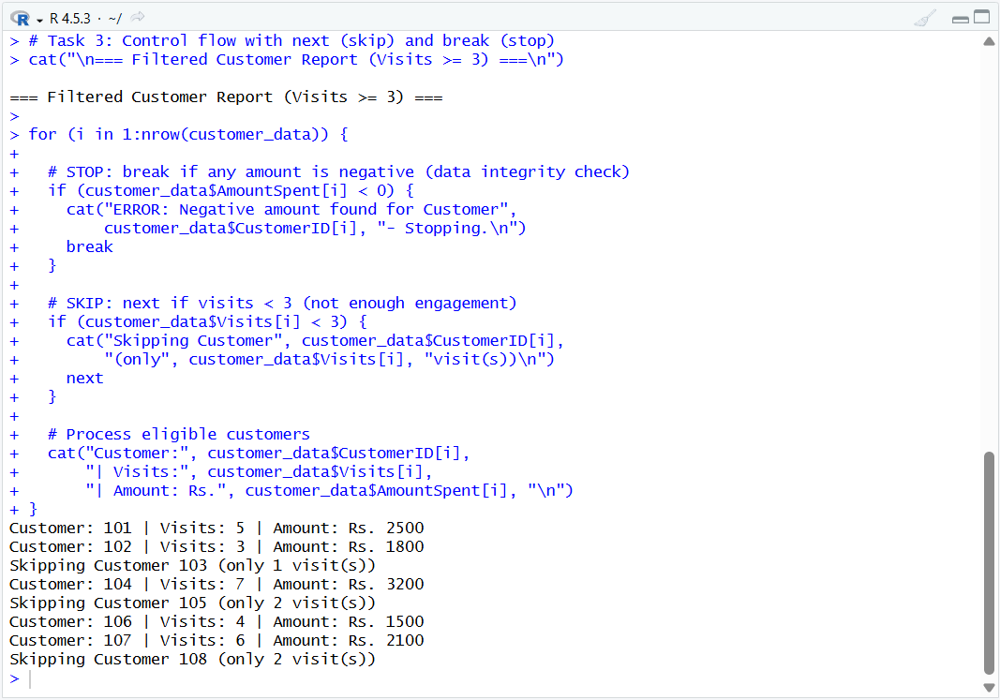 R 4.5.3 · ~/
> # Task 3: Control flow with next (skip) and break (stop)
> cat("\n=== Filtered Customer Report (Visits >= 3) ===\n")

=== Filtered Customer Report (Visits >= 3) ===
>
> for (i in 1:nrow(customer_data)) {
+
+   # STOP: break if any amount is negative (data integrity check)
+   if (customer_data$AmountSpent[i] < 0) {
+     cat("ERROR: Negative amount found for Customer",
+         customer_data$CustomerID[i], "- Stopping.\n")
+     break
+   }
+
+   # SKIP: next if visits < 3 (not enough engagement)
+   if (customer_data$Visits[i] < 3) {
+     cat("Skipping Customer", customer_data$CustomerID[i],
+         "(only", customer_data$Visits[i], "visit(s))\n")
+     next
+   }
+
+   # Process eligible customers
+   cat("Customer:", customer_data$CustomerID[i],
+       "| Visits:", customer_data$Visits[i],
+       "| Amount: Rs.", customer_data$AmountSpent[i], "\n")
+ }
Customer: 101 | Visits: 5 | Amount: Rs. 2500
Customer: 102 | Visits: 3 | Amount: Rs. 1800
Skipping Customer 103 (only 1 visit(s))
Customer: 104 | Visits: 7 | Amount: Rs. 3200
Skipping Customer 105 (only 2 visit(s))
Customer: 106 | Visits: 4 | Amount: Rs. 1500
Customer: 107 | Visits: 6 | Amount: Rs. 2100
Skipping Customer 108 (only 2 visit(s))
>